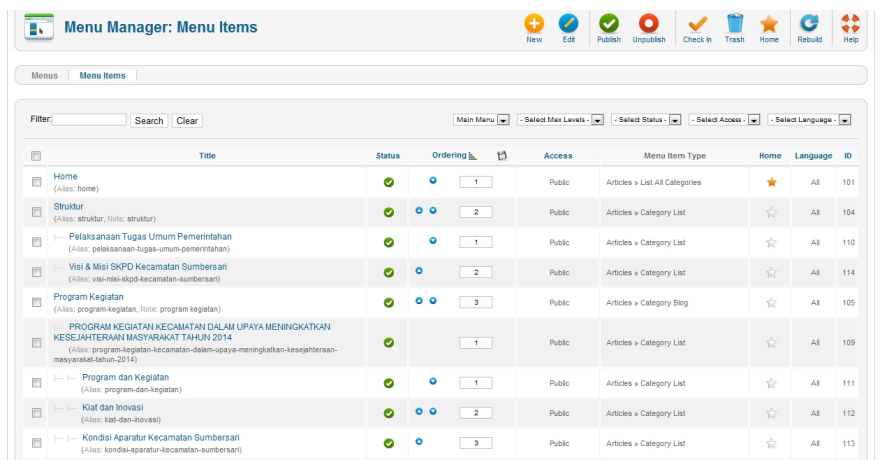 Menu Manager: Menu Items
New Edit Publish Unpublish Check In Trash Home Rebuild Help
Menus Menu Items
Filter: Search Clear Main Menu - Select Max Levels - - Select Status - - Select Access - - Select Language -
Title Status Ordering Access Menu Item Type Home Language ID
Home
(Alias: home)
1 Public Articles » List All Categories All 101
Struktur
(Alias: struktur, Note: struktur)
2 Public Articles » Category List All 104
Pelaksanaan Tugas Umum Pemerintahan
(Alias: pelaksanaan-tugas-umum-pemerintahan)
1 Public Articles » Category List All 110
Visi & Misi SKPD Kecamatan Sumbersari
(Alias: visi-misi-skpd-kecamatan-sumbersari)
2 Public Articles » Category List All 114
Program Kegiatan
(Alias: program-kegiatan, Note: program kegiatan)
3 Public Articles » Category Blog All 105
PROGRAM KEGIATAN KECAMATAN DALAM UPAYA MENINGKATKAN
KESEJAHTERAAN MASYARAKAT TAHUN 2014
(Alias: program-kegiatan-kecamatan-dalam-upaya-meningkatkan-kesejahteraan-
masyarakat-tahun-2014)
1 Public Articles » Category List All 109
Program dan Kegiatan
(Alias: program-dan-kegiatan)
1 Public Articles » Category List All 111
Kiat dan Inovasi
(Alias: kiat-dan-inovasi)
2 Public Articles » Category List All 112
Kondisi Aparatur Kecamatan Sumbersari
(Alias: kondisi-aparatur-kecamatan-sumbersari)
3 Public Articles » Category List All 113